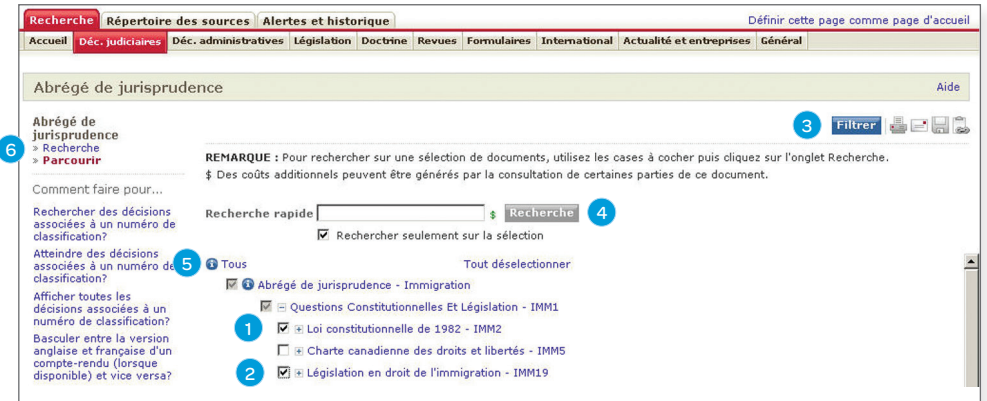 Recherche Répertoire des sources Alertes et historique Définir cette page comme page d'accueil
Accueil Déc. judiciaires Déc. administratives Législation Doctrine Revues Formulaires International Actualité et entreprises Général
Abrégé de jurisprudence Aide
Abrégé de
jurisprudence
3 Filtrer
6 » Recherche
» Parcourir
REMARQUE : Pour rechercher sur une sélection de documents, utilisez les cases à cocher puis cliquez sur l'onglet Recherche.
$ Des coûts additionnels peuvent être générés par la consultation de certaines parties de ce document.
Comment faire pour...
Rechercher des décisions
associées à un numéro de
classification?
Atteindre des décisions
associées à un numéro de
classification?
Afficher toutes les
décisions associées à un
numéro de classification?
Basculer entre la version
anglaise et française d'un
compte-rendu (lorsque
disponible) et vice versa?
Recherche rapide $ Recherche 4
Rechercher seulement sur la sélection
5 Tous Tout déselectionner
Abrégé de jurisprudence - Immigration
Questions Constitutionnelles Et Législation - IMM1
1 Loi constitutionnelle de 1982 - IMM2
Charte canadienne des droits et libertés - IMM5
2 Législation en droit de l'immigration - IMM19